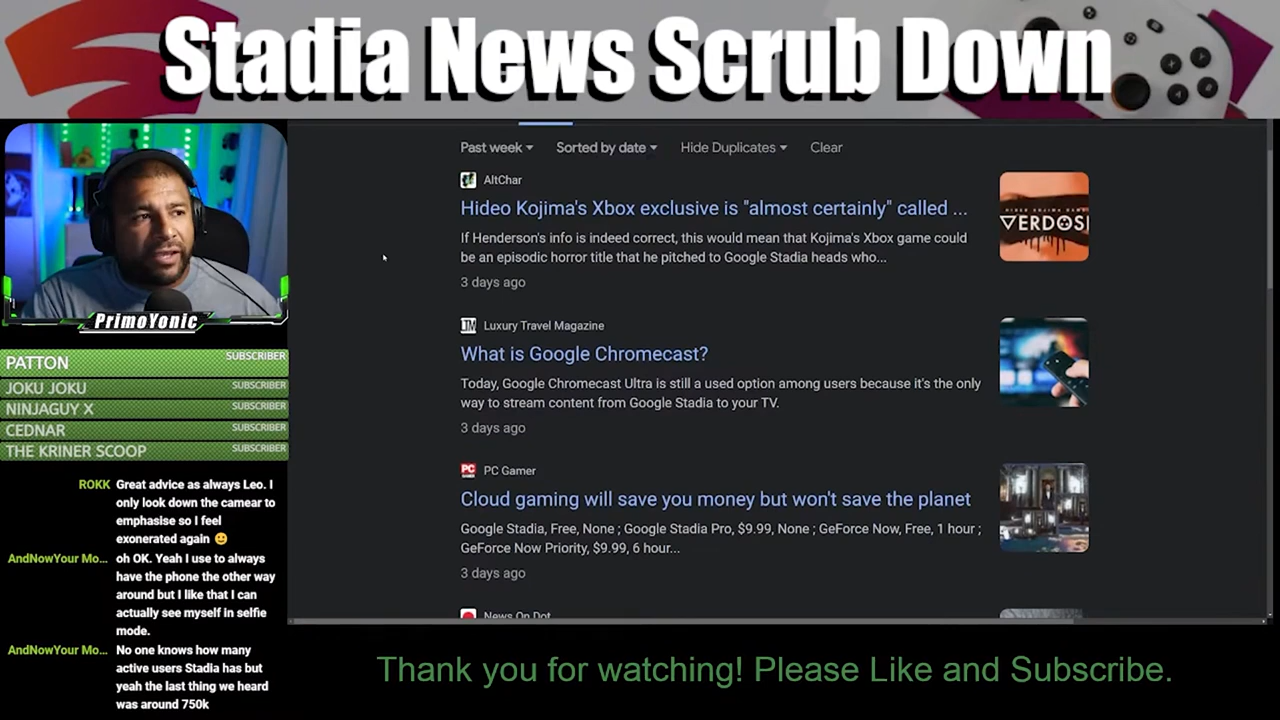 Stadia News Scrub Down
Past week
Sorted by date
Hide Duplicates
Clear
AltChar
Hideo Kojima's Xbox exclusive is "almost certainly" called ...
If Henderson's info is indeed correct, this would mean that Kojima's Xbox game could
be an episodic horror title that he pitched to Google Stadia heads who...
3 days ago
VERDOS
Luxury Travel Magazine
What is Google Chromecast?
Today, Google Chromecast Ultra is still a used option among users because it's the only
way to stream content from Google Stadia to your TV.
3 days ago
PC Gamer
Cloud gaming will save you money but won't save the planet
Google Stadia, Free, None ; Google Stadia Pro, $9.99, None ; GeForce Now, Free, 1 hour ;
GeForce Now Priority, $9.99, 6 hour...
3 days ago
News On Dot
PrimoYonic
PATTON SUBSCRIBER
JOKU JOKU SUBSCRIBER
NINJAGUY X SUBSCRIBER
CEDNAR SUBSCRIBER
THE KRINER SCOOP SUBSCRIBER
ROKK Great advice as always Leo. I
only look down the camear to
emphasise so I feel
exonerated again
AndNowYour Mo... oh OK. Yeah I use to always
have the phone the other way
around but I like that I can
actually see myself in selfie
mode.
AndNowYour Mo... No one knows how many
active users Stadia has but
yeah the last thing we heard
was around 750k
Thank you for watching! Please Like and Subscribe.